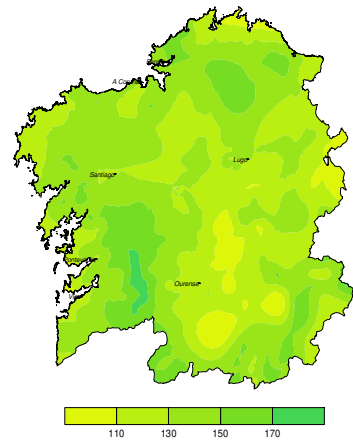 A Coruña
Lugo
Santiago
Pontevedra
Ourense
110 130 150 170